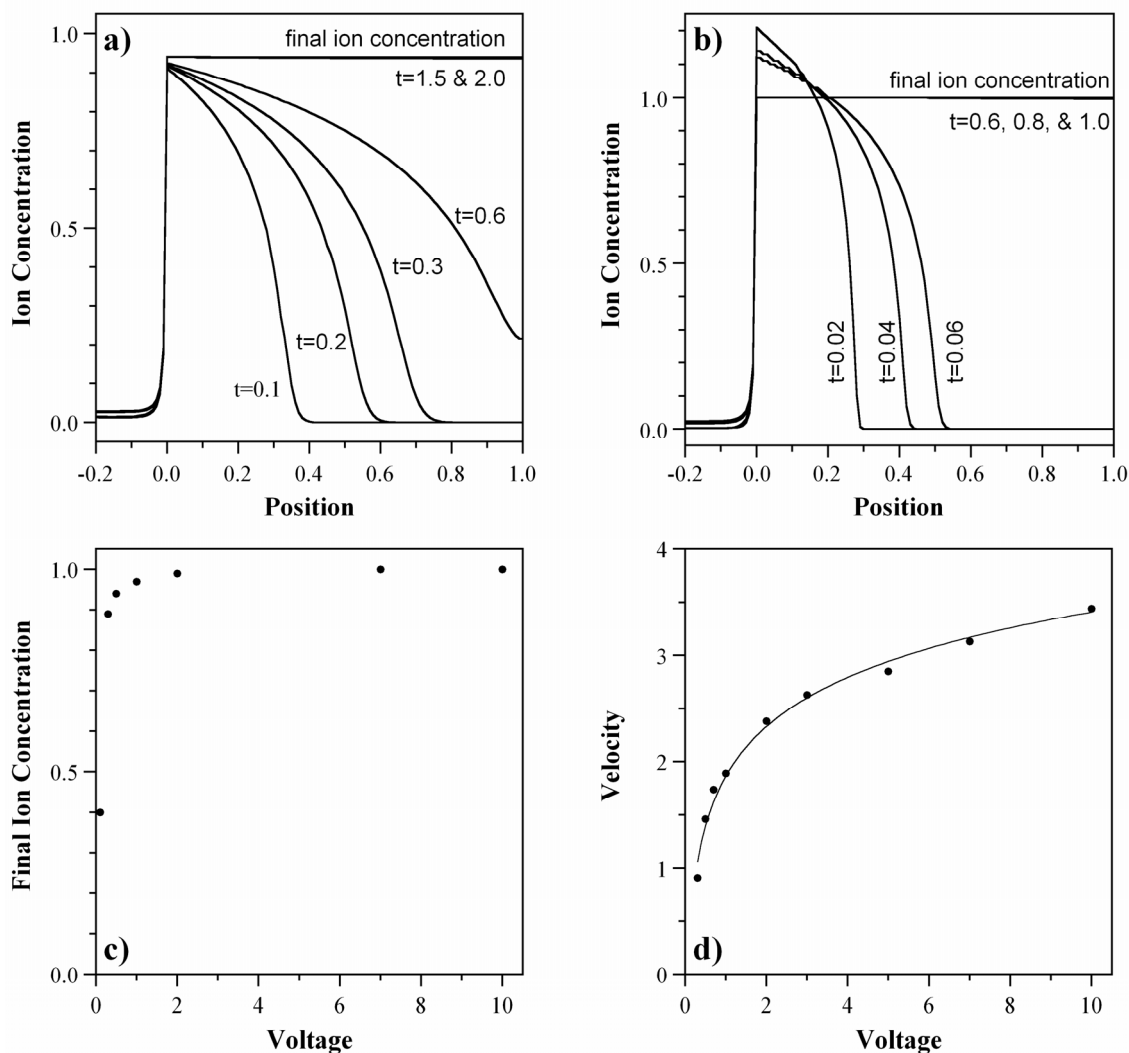 a)
final ion concentration
t=1.5 & 2.0
t=0.6
t=0.3
t=0.2
t=0.1
1.0
0.5
0.0
Ion Concentration
-0.2 0.0 0.2 0.4 0.6 0.8 1.0
Position
b)
final ion concentration
t=0.6, 0.8, & 1.0
t=0.02
t=0.04
t=0.06
1.0
0.5
0.0
Ion Concentration
-0.2 0.0 0.2 0.4 0.6 0.8 1.0
Position
1.0
0.5
0.0
Final Ion Concentration
c)
0 2 4 6 8 10
Voltage
4
3
2
1
0
Velocity
d)
0 2 4 6 8 10
Voltage